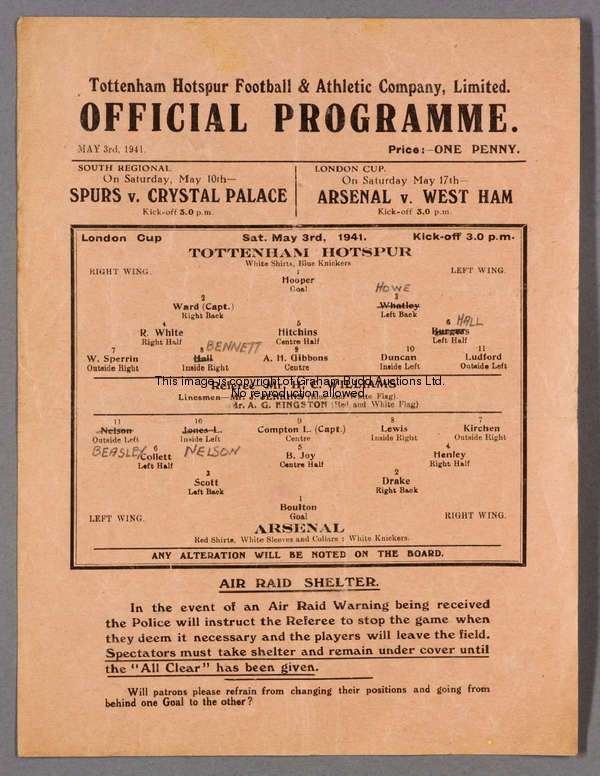 Tottenham Hotspur Football & Athletic Company, Limited.
OFFICIAL PROGRAMME.
MAY 3rd, 1941. Price:—ONE PENNY.
SOUTH REGIONAL
On Saturday, May 10th—
SPURS v. CRYSTAL PALACE
Kick-off 3.0 p.m.
LONDON CUP.
On Saturday May 17th—
ARSENAL v. WEST HAM
Kick-off 3.0 p.m.
London Cup Sat. May 3rd, 1941. Kick-off 3.0 p.m.
TOTTENHAM HOTSPUR
White Shirts, Blue Knickers
RIGHT WING. LEFT WING.
1
Hooper
Goal
HOWE
2 3
Ward (Capt.) Whatley
Right Back Left Back
HALL
4 5 6
R. White Hitchins Burgess
Right Half Centre Half Left Half
BENNETT
7 8 9 10 11
W. Sperrin Hall A. H. Gibbons Duncan Ludford
Outside Right Inside Right Centre Inside Left Outside Left
This image is copyright of Graham Budd Auctions Ltd.
No reproduction allowed.
Referee—Mr. H. C. WILLIAMS
Linesmen—Mr. J. JENKINS White Flag)
Mr. A. G. KINGSTON (Red and White Flag)
11 10 9 8 7
Nelson Jones L. Compton L. (Capt.) Lewis Kirchen
Outside Left Inside Left Centre Inside Right Outside Right
BEASLEY NELSON
6 5 4
Collett B. Joy Henley
Left Half Centre Half Right Half
3 2
Scott Drake
Left Back Right Back
1
Boulton
Goal
LEFT WING. RIGHT WING.
ARSENAL
Red Shirts, White Sleeves and Collars : White Knickers.
ANY ALTERATION WILL BE NOTED ON THE BOARD.
AIR RAID SHELTER.
In the event of an Air Raid Warning being received
the Police will instruct the Referee to stop the game when
they deem it necessary and the players will leave the field.
Spectators must take shelter and remain under cover until
the "All Clear" has been given.
Will patrons please refrain from changing their positions and going from
behind one Goal to the other?